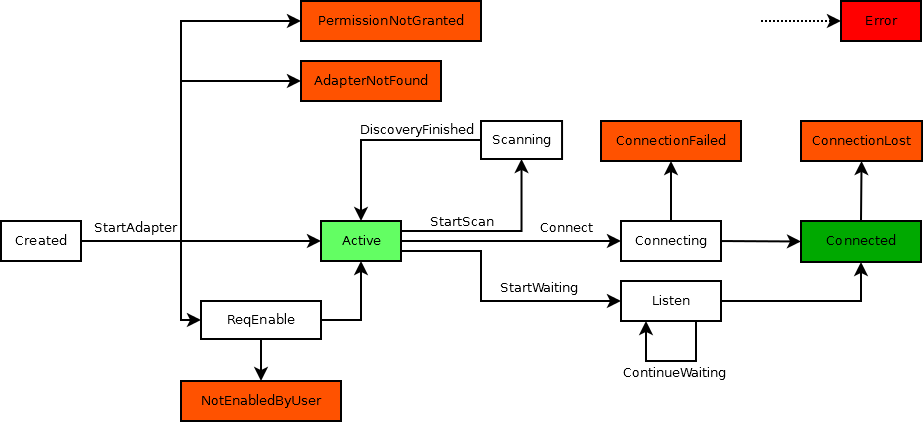 PermissionNotGranted
Error
AdapterNotFound
DiscoveryFinished
Scanning
ConnectionFailed
ConnectionLost
StartAdapter
StartScan
Connect
Created
Active
Connecting
Connected
StartWaiting
Listen
ReqEnable
ContinueWaiting
NotEnabledByUser